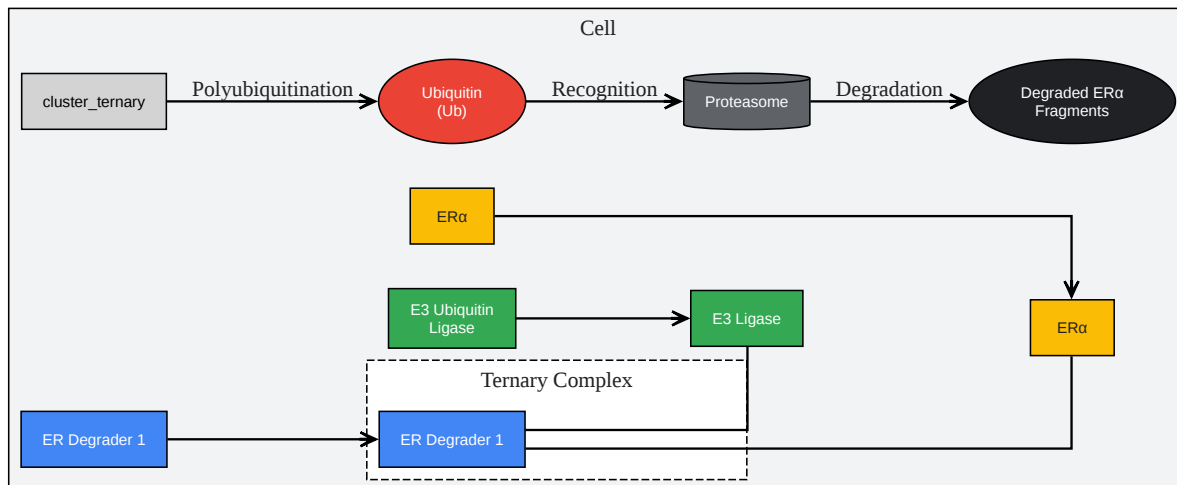 Cell
cluster_ternary
Polyubiquitination
Ubiquitin
(Ub)
Recognition
Proteasome
Degradation
Degraded ERα
Fragments
ERα
E3 Ubiquitin
Ligase
E3 Ligase
ERα
Ternary Complex
ER Degrader 1
ER Degrader 1